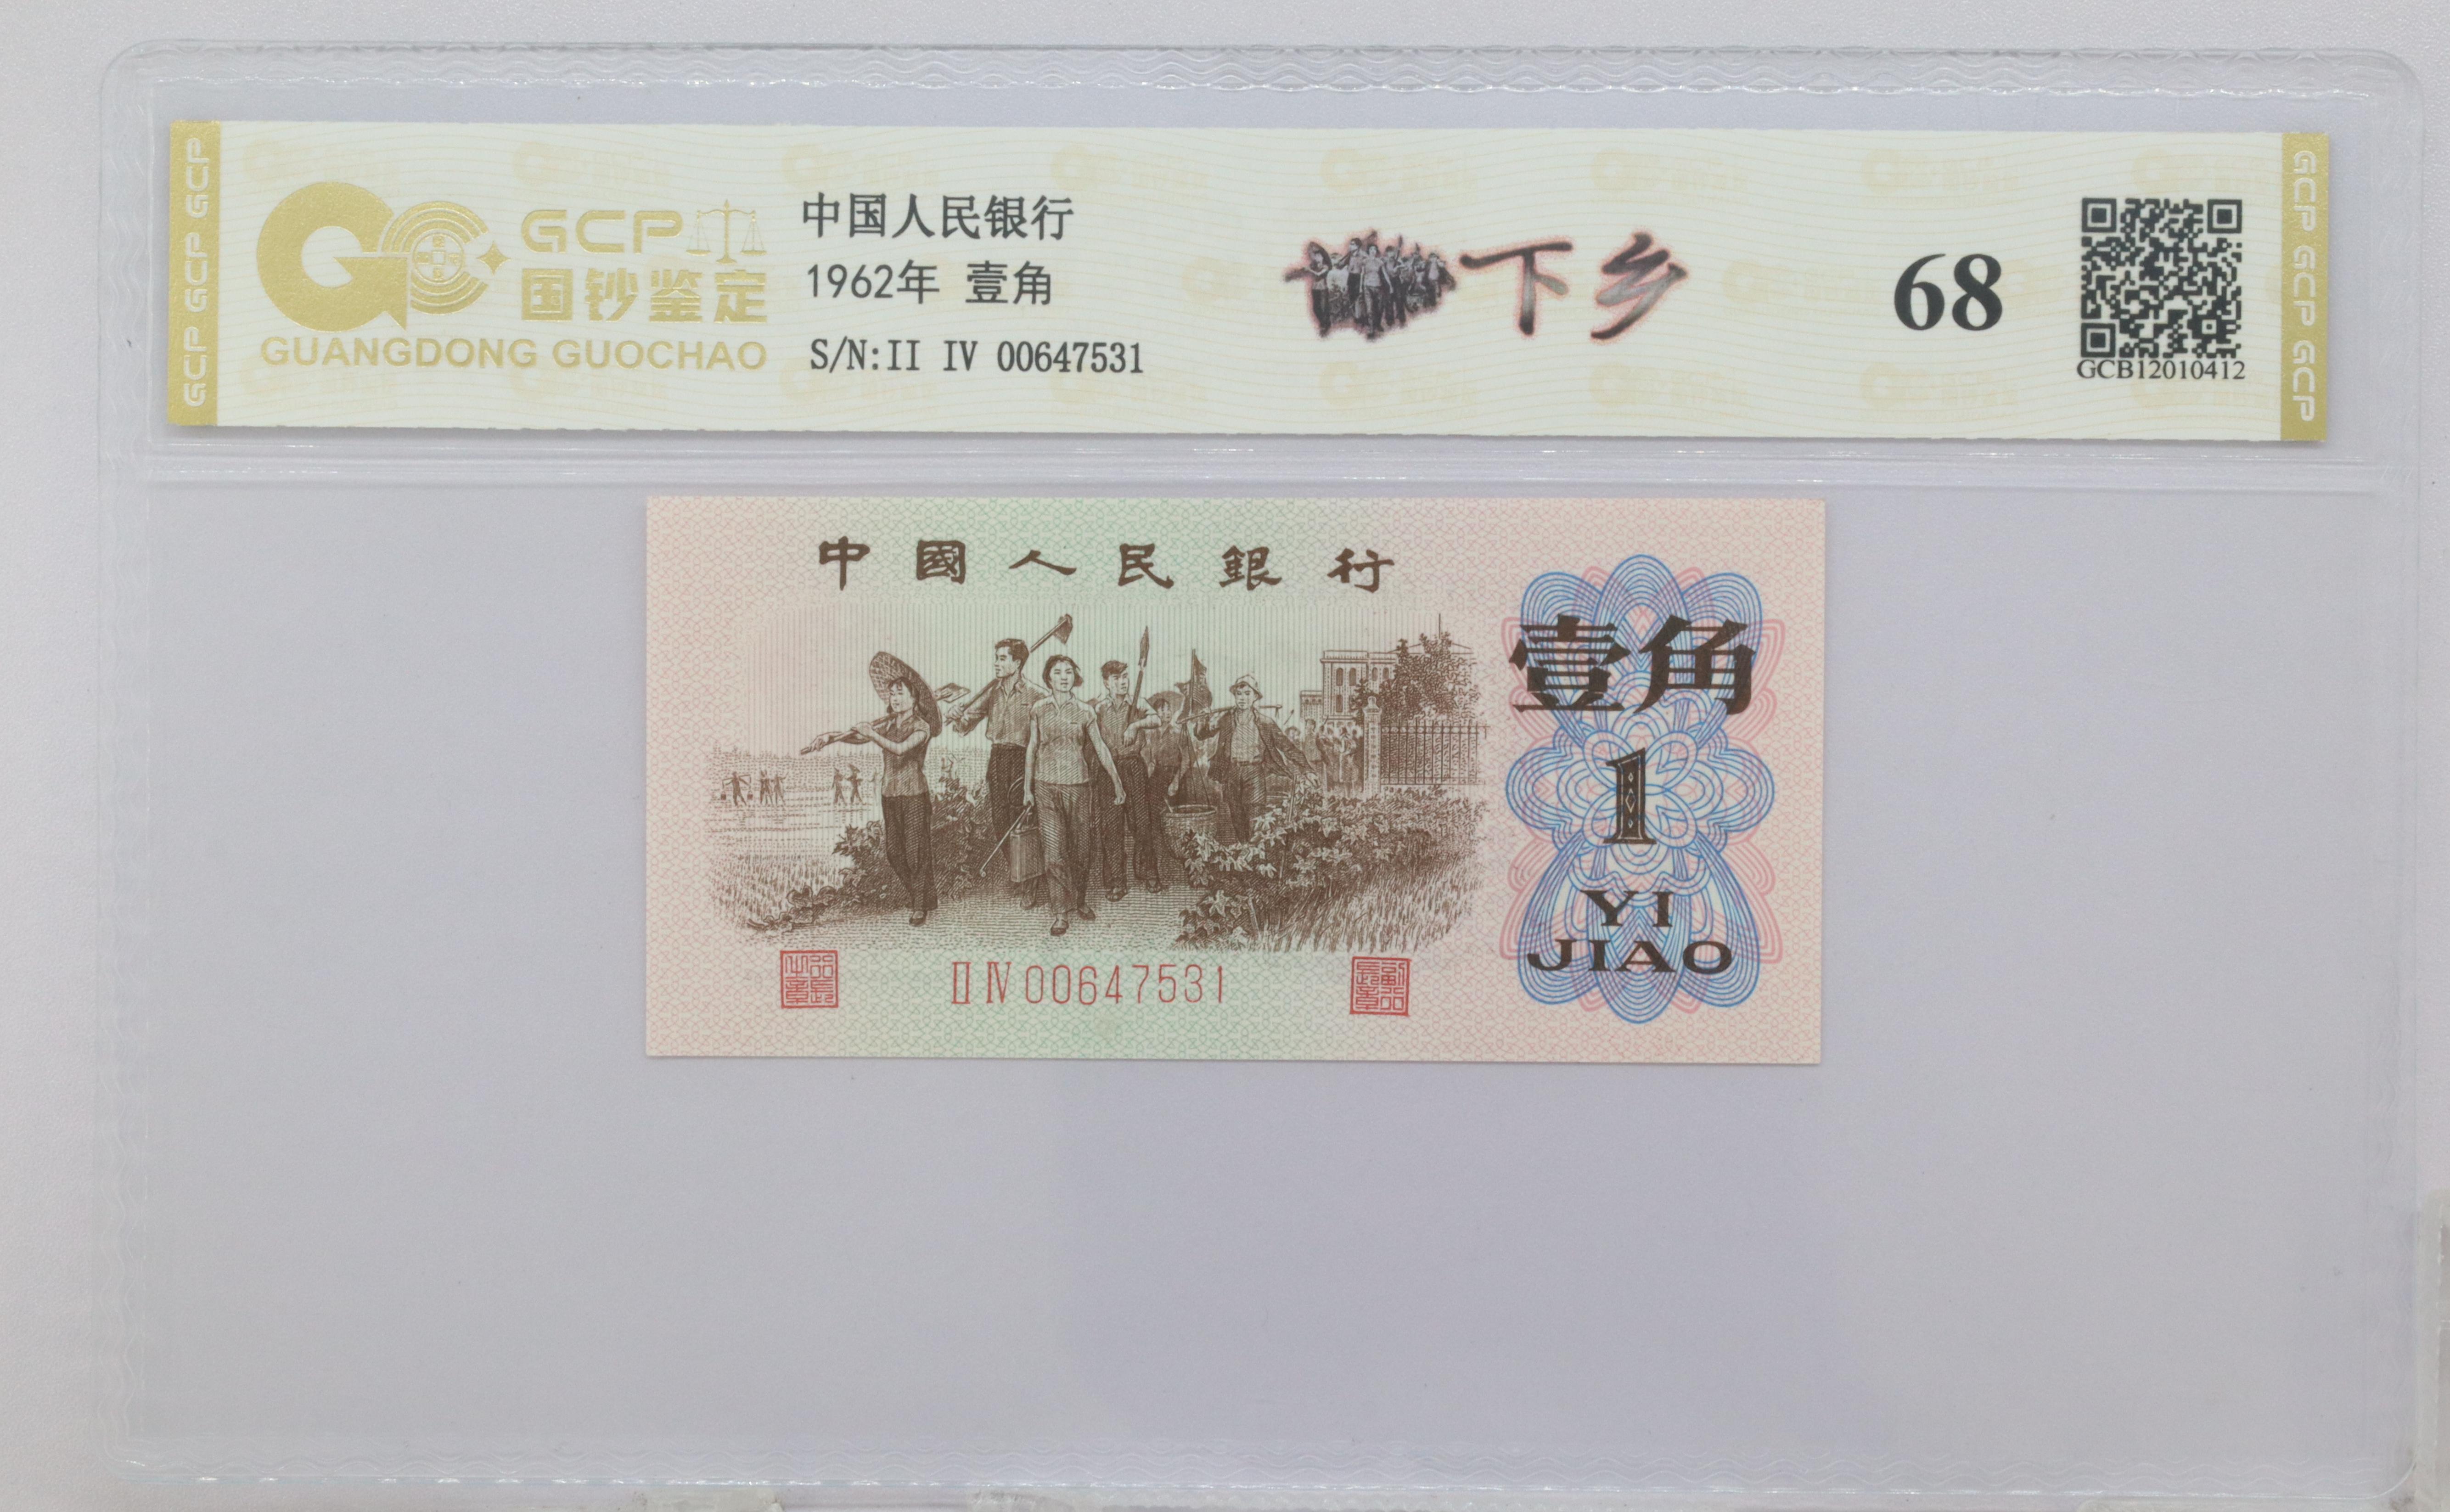 GCP GCP GCP
GCP
国钞鉴定
GUANGDONG GUOCHAO
中国人民银行
1962年 壹角
S/N:II IV 00647531
下乡
68
GCB12010412
GCP GCP GCP GCP
中國人民銀行
壹角
1
YI
JIAO
II IV 00647531